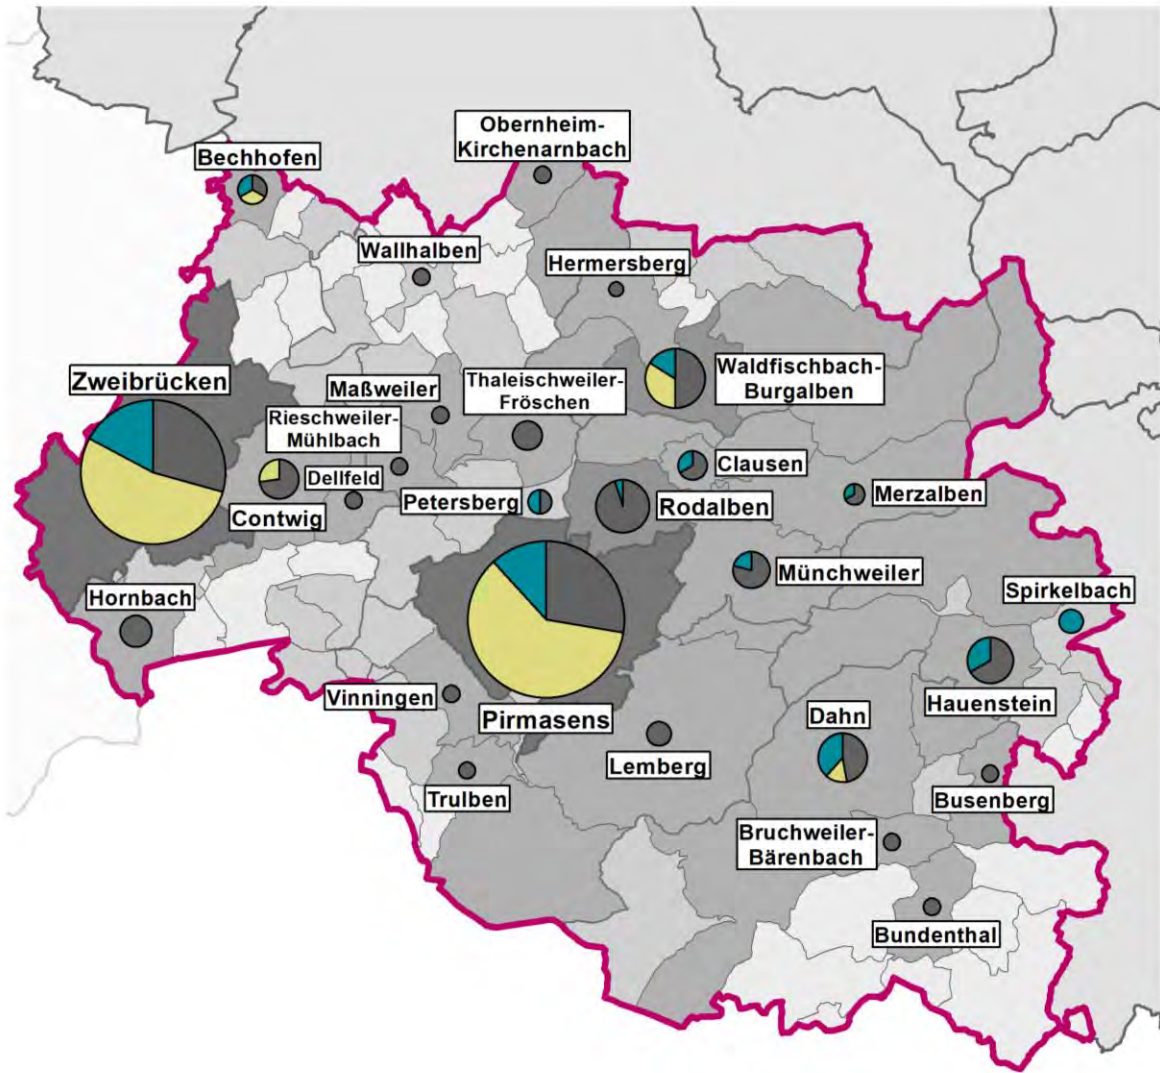 Obernheim-
Kirchenarnbach
Bechhofen
Wallhalben
Hermersberg
Zweibrücken
Maßweiler
Thaleischweiler-
Fröschen
Waldfischbach-
Burgalben
Rieschweiler-
Mühlbach
Dellfeld
Clausen
Contwig
Petersberg
Rodalben
Merzalben
Hornbach
Münchweiler
Spirkelbach
Vinningen
Pirmasens
Hauenstein
Dahn
Lemberg
Trulben
Busenberg
Bruchweiler-
Bärenbach
Bundenthal